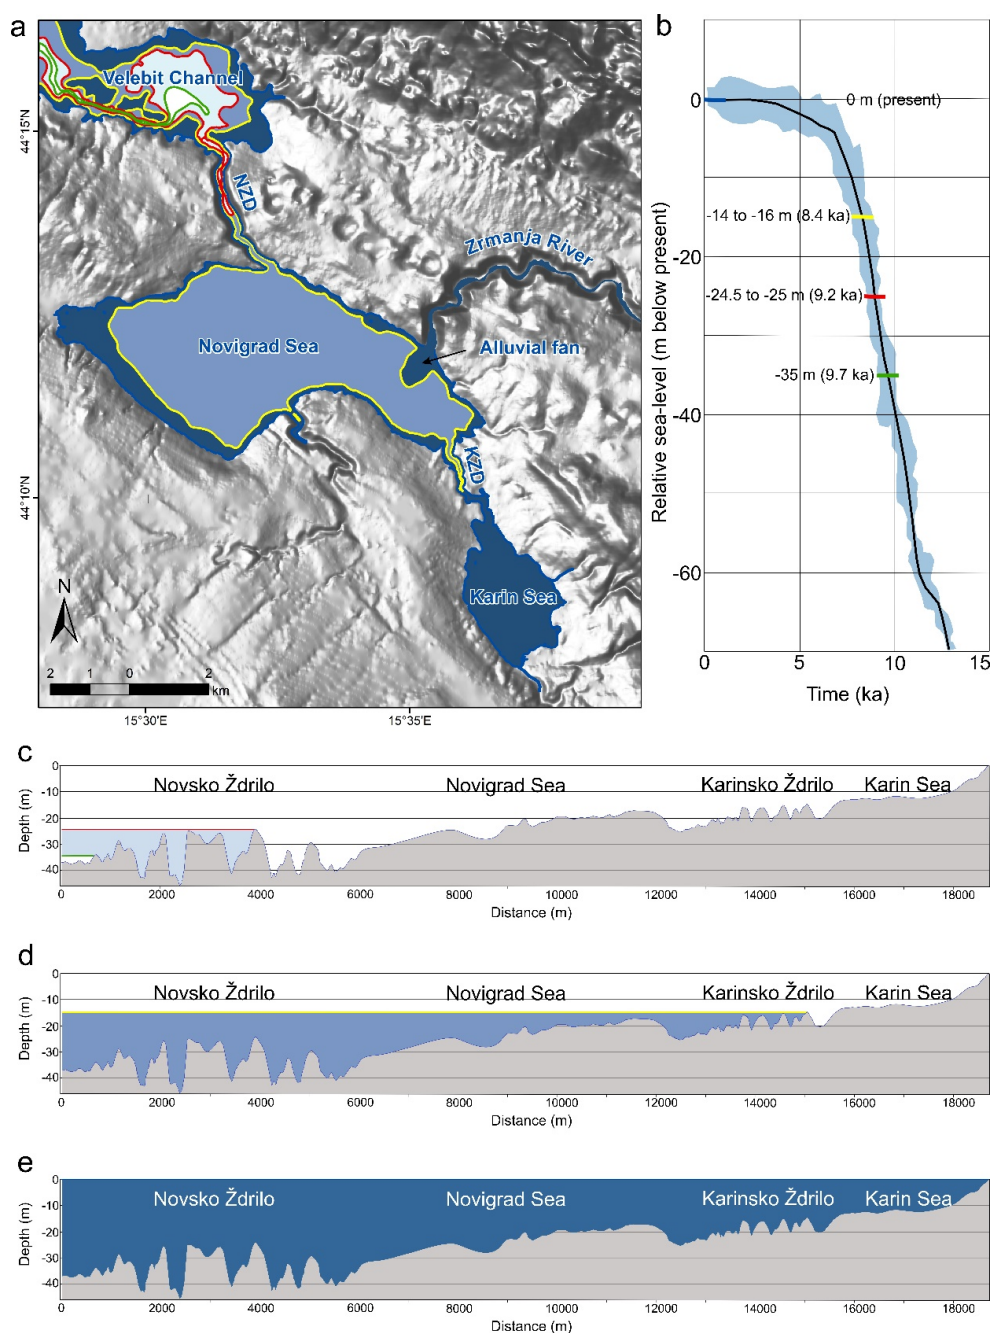 a
Velebit Channel
44°15'N
NZD
Zrmanja River
Novigrad Sea
Alluvial fan
KZD
44°10'N
Karin Sea
N
2 1 0 2
km
15°30'E
15°35'E
b
0
0 m (present)
-14 to -16 m (8.4 ka)
-20
-24.5 to -25 m (9.2 ka)
-35 m (9.7 ka)
-40
-60
Relative sea-level (m below present)
0 5 10 15
Time (ka)
c
Novsko Ždrilo Novigrad Sea Karinsko Ždrilo Karin Sea
0
-10
-20
-30
-40
Depth (m)
0 2000 4000 6000 8000 10000 12000 14000 16000 18000
Distance (m)
d
Novsko Ždrilo Novigrad Sea Karinsko Ždrilo Karin Sea
0
-10
-20
-30
-40
Depth (m)
0 2000 4000 6000 8000 10000 12000 14000 16000 18000
Distance (m)
e
Novsko Ždrilo Novigrad Sea Karinsko Ždrilo Karin Sea
0
-10
-20
-30
-40
Depth (m)
0 2000 4000 6000 8000 10000 12000 14000 16000 18000
Distance (m)